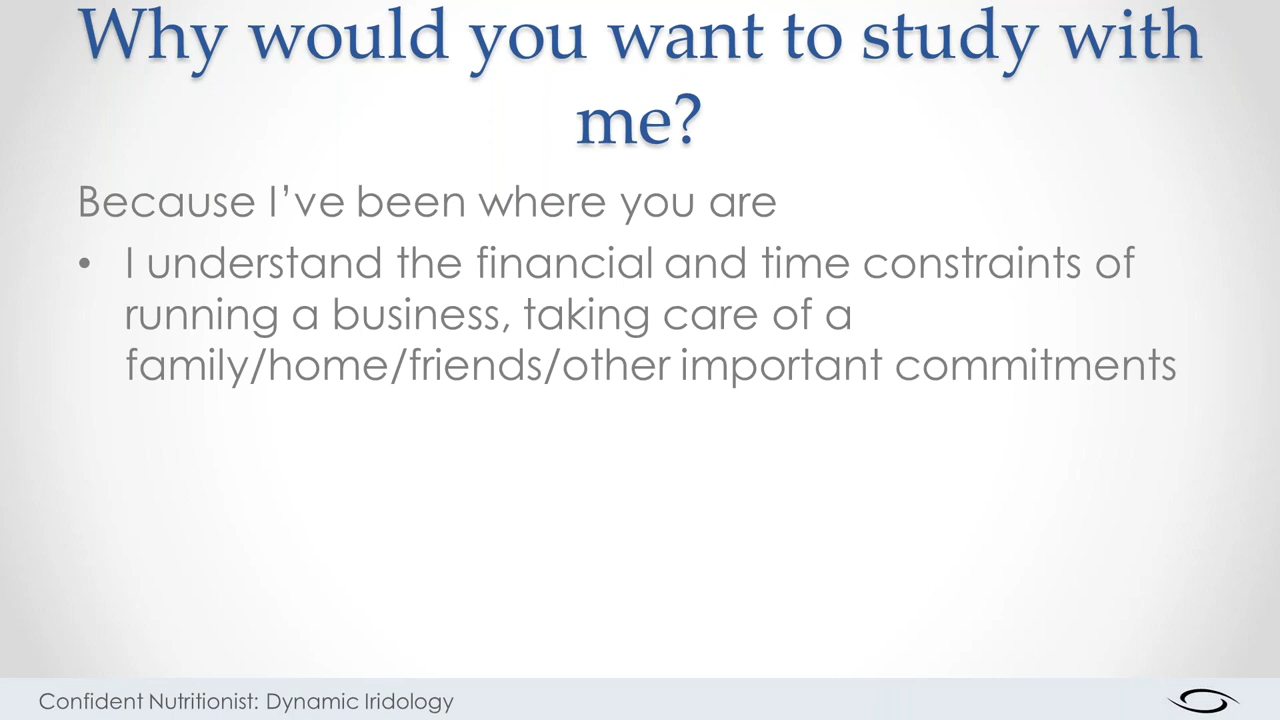 Why would you want to study with
me?
Because I’ve been where you are
• I understand the financial and time constraints of
running a business, taking care of a
family/home/friends/other important commitments
Confident Nutritionist: Dynamic Iridology